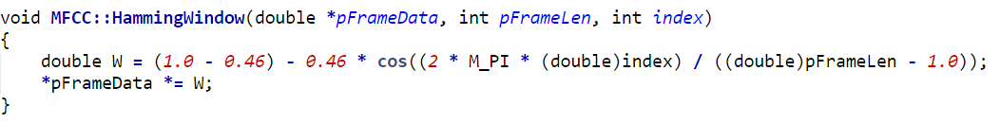 void MFCC::HammingWindow(double *pFrameData, int pFrameLen, int index)
{
    double W = (1.0 - 0.46) - 0.46 * cos((2 * M_PI * (double)index) / ((double)pFrameLen - 1.0));
    *pFrameData *= W;
}